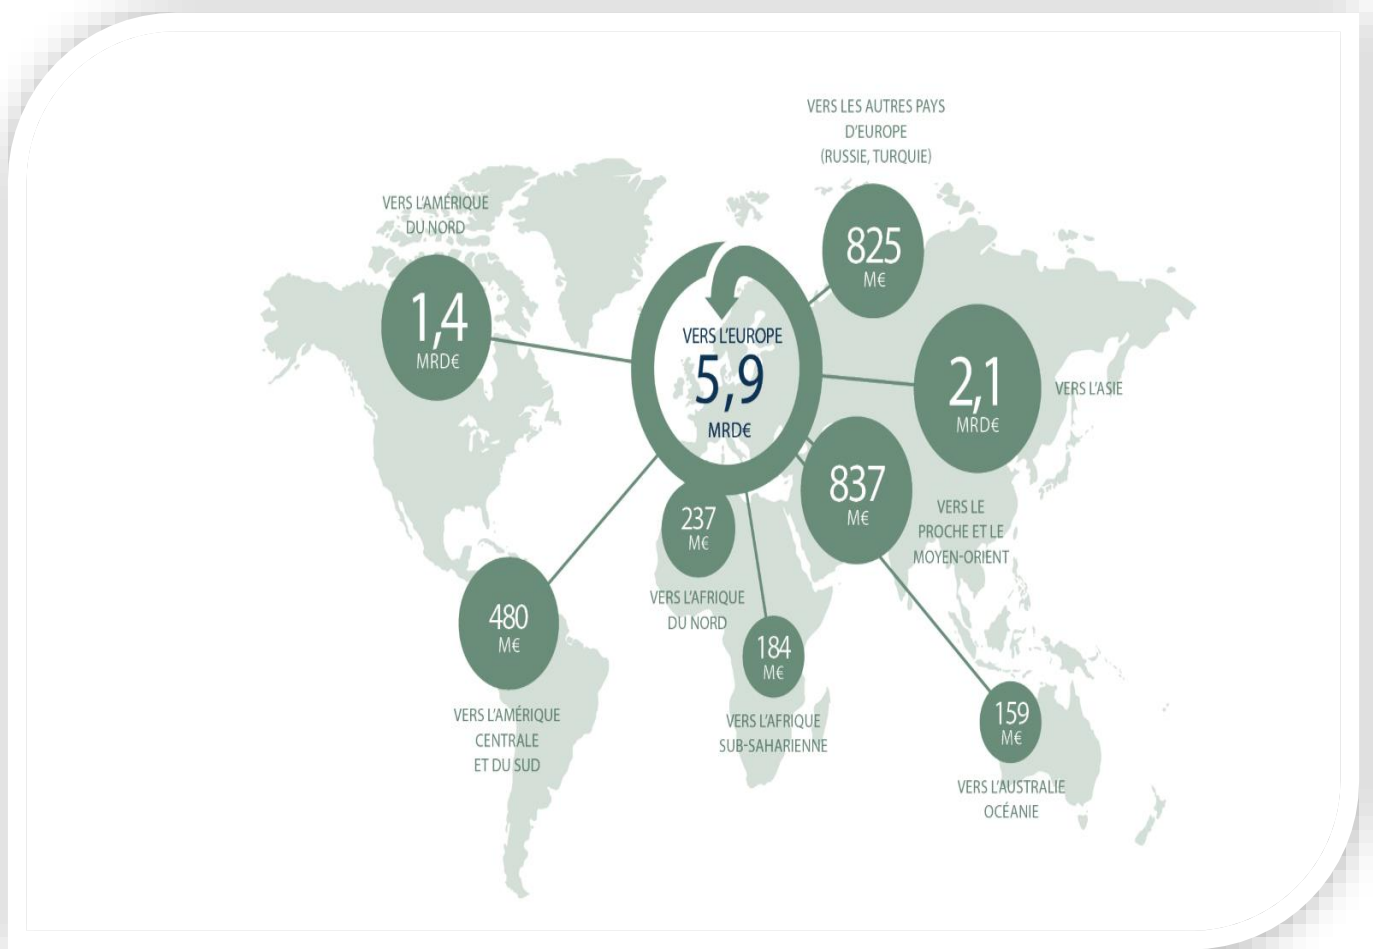 VERS LES AUTRES PAYS
D'EUROPE
(RUSSIE, TURQUIE)
825
M€
VERS L'AMÉRIQUE
DU NORD
1,4
MRD€
VERS L'EUROPE
5,9
MRD€
2,1
MRD€
VERS L'ASIE
837
M€
VERS LE
PROCHE ET LE
MOYEN-ORIENT
237
M€
VERS L'AFRIQUE
DU NORD
480
M€
VERS L'AMÉRIQUE
CENTRALE
ET DU SUD
184
M€
VERS L'AFRIQUE
SUB-SAHARIENNE
159
M€
VERS L'AUSTRALIE
OCÉANIE